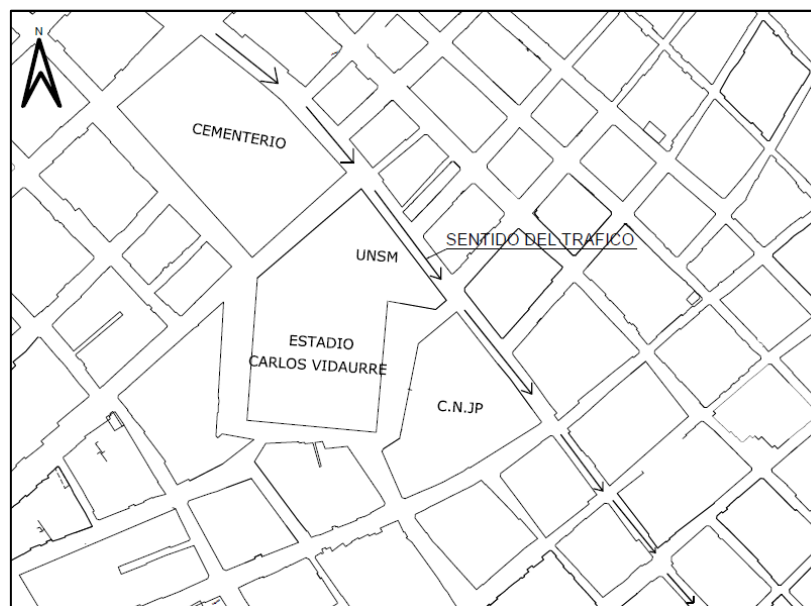 N
CEMENTERIO
SENTIDO DEL TRAFICO
UNSM
ESTADIO
CARLOS VIDAURRE
C.N.JP